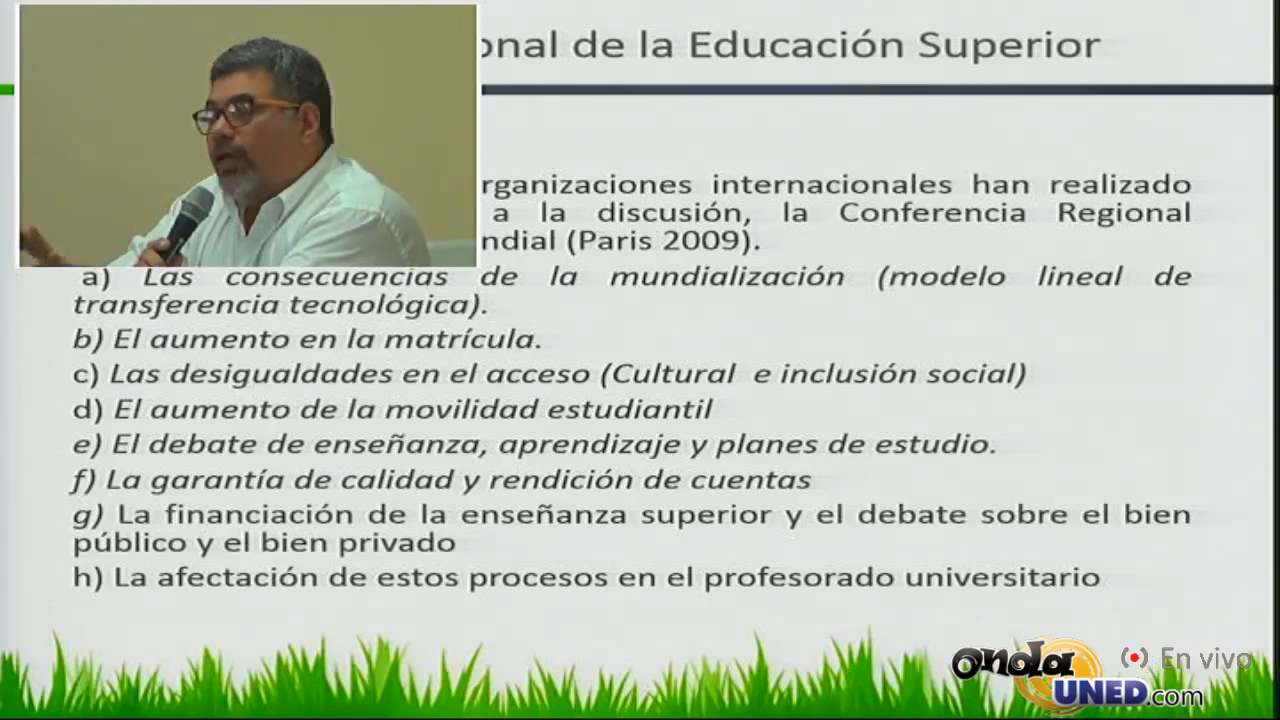 onal de la Educación Superior
rganizaciones internacionales han realizado
a la discusión, la Conferencia Regional
ndial (Paris 2009).
a) Las consecuencias de la mundialización (modelo lineal de
transferencia tecnológica).
b) El aumento en la matrícula.
c) Las desigualdades en el acceso (Cultural e inclusión social)
d) El aumento de la movilidad estudiantil
e) El debate de enseñanza, aprendizaje y planes de estudio.
f) La garantía de calidad y rendición de cuentas
g) La financiación de la enseñanza superior y el debate sobre el bien
público y el bien privado
h) La afectación de estos procesos en el profesorado universitario
onda
UNED.com
En vivo